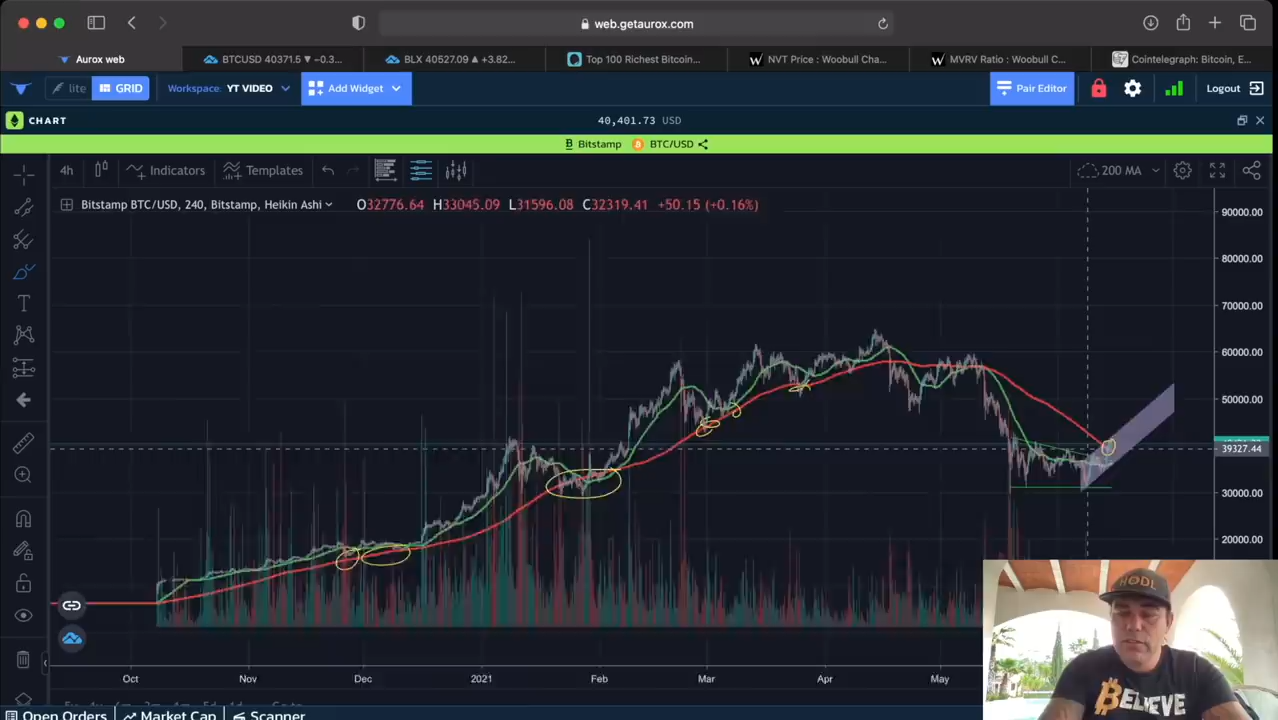 web.getaurox.com
Aurox web
BTCUSD 40371.5 ▼ −0.3...
BLX 40527.09 ▲ +3.82...
Top 100 Richest Bitcoin...
NVT Price : Woobull Cha...
MVRV Ratio : Woobull C...
Cointelegraph: Bitcoin, E...
lite
GRID
Workspace: YT VIDEO
Add Widget
Pair Editor
Logout
CHART
40,401.73 USD
Bitstamp BTC/USD
4h
Indicators
Templates
200 MA
Bitstamp BTC/USD, 240, Bitstamp, Heikin Ashi
O32776.64 H33045.09 L31596.08 C32319.41 +50.15 (+0.16%)
90000.00
80000.00
70000.00
60000.00
50000.00
39327.44
30000.00
20000.00
Oct Nov Dec 2021 Feb Mar Apr May
HODL
BELIEVE
Open Orders
Market Cap
Scanner